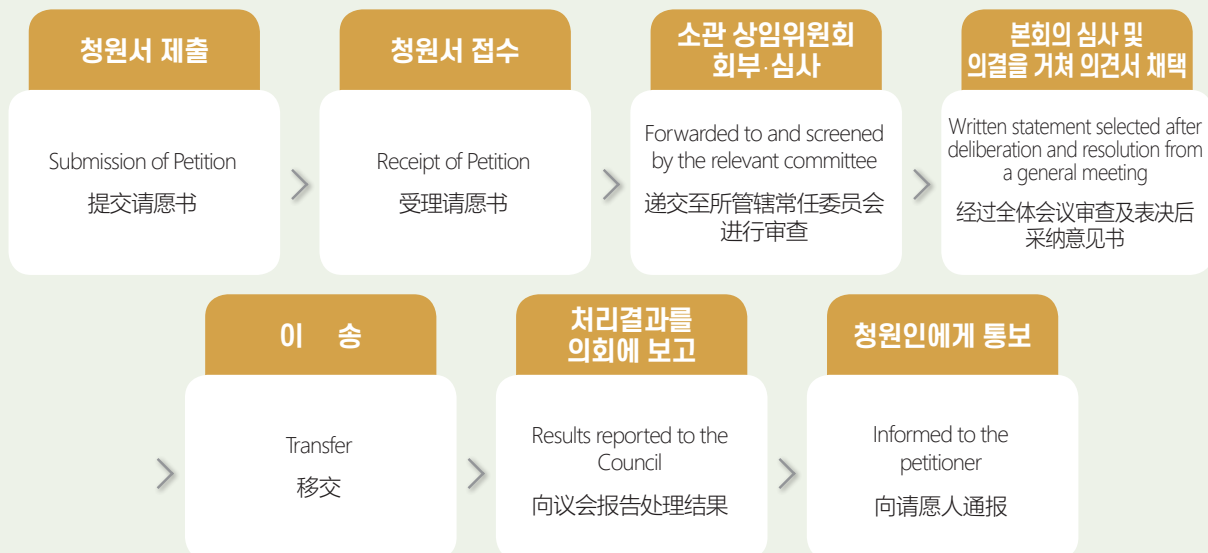 청원서 제출
Submission of Petition
提交请愿书
청원서 접수
Receipt of Petition
受理请愿书
소관 상임위원회
회부·심사
Forwarded to and screened
by the relevant committee
递交至所管辖常任委员会
进行审查
본회의 심사 및
의결을 거쳐 의견서 채택
Written statement selected after
deliberation and resolution from
a general meeting
经过全体会议审查及表决后
采纳意见书
이 송
Transfer
移交
처리결과를
의회에 보고
Results reported to the
Council
向议会报告处理结果
청원인에게 통보
Informed to the
petitioner
向请愿人通报